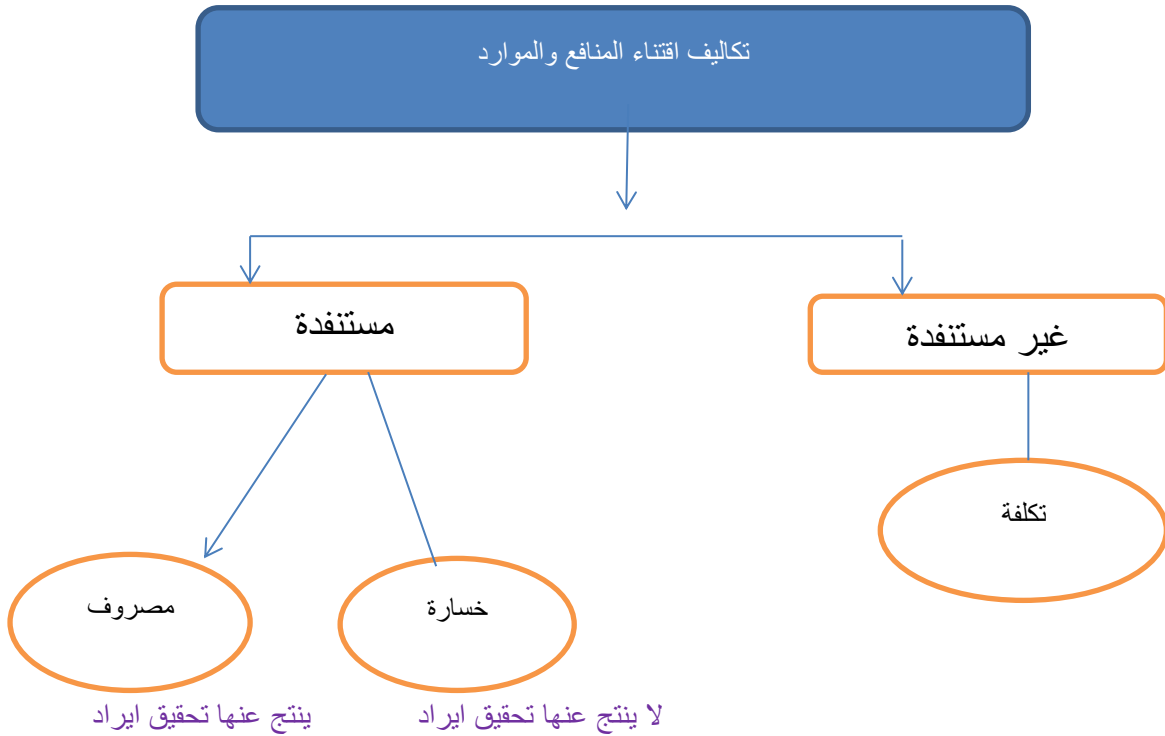 تكاليف اقتناء المنافع والموارد
غير مستنفدة
مستنفدة
تكلفة
خسارة
مصروف
لا ينتج عنها تحقيق ايراد
ينتج عنها تحقيق ايراد